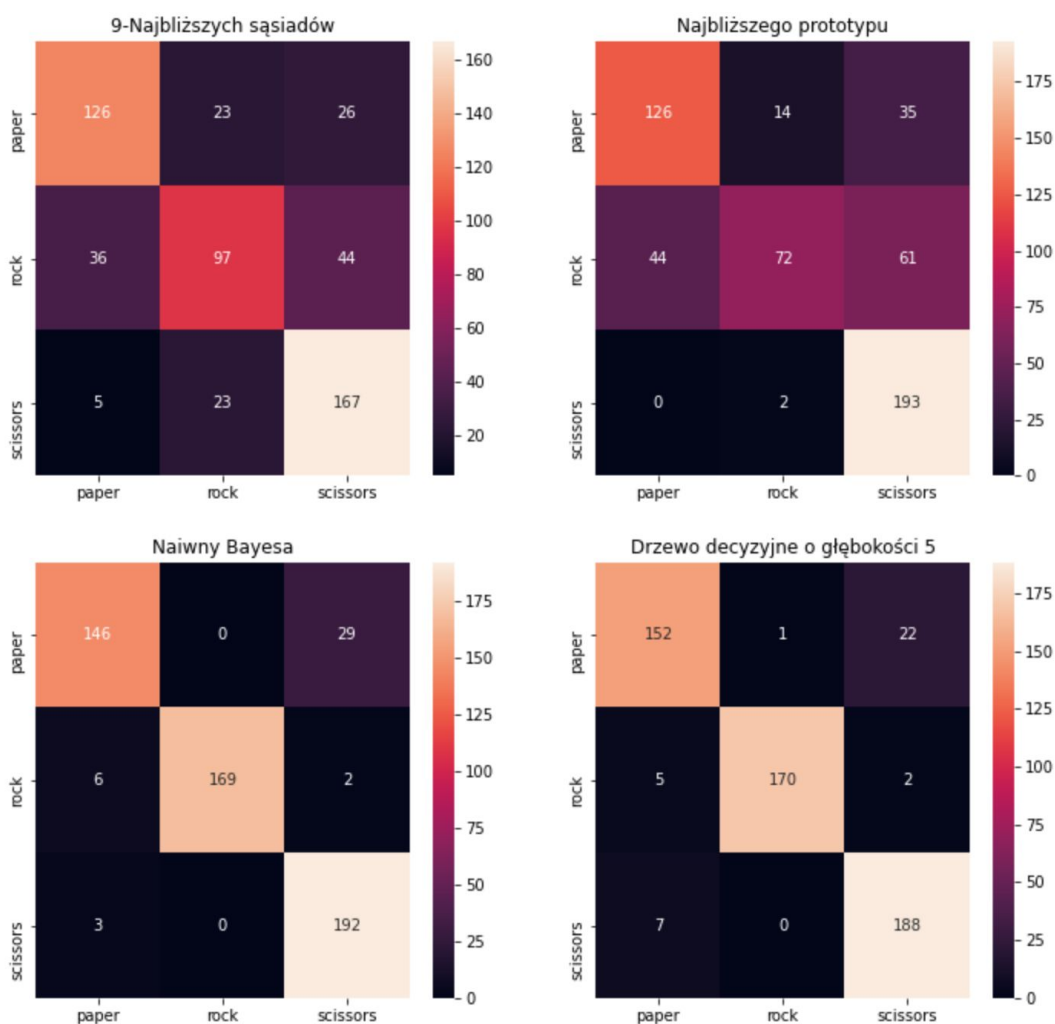 9-Najbliższych sąsiadów
paper
126 23 26
rock
36 97 44
scissors
5 23 167
paper rock scissors
160
140
120
100
80
60
40
20
Najbliższego prototypu
126 14 35
44 72 61
0 2 193
paper rock scissors
175
150
125
100
75
50
25
0
Naiwny Bayesa
paper
146 0 29
rock
6 169 2
scissors
3 0 192
paper rock scissors
175
150
125
100
75
50
25
0
Drzewo decyzyjne o głębokości 5
paper
152 1 22
rock
5 170 2
scissors
7 0 188
paper rock scissors
175
150
125
100
75
50
25
0